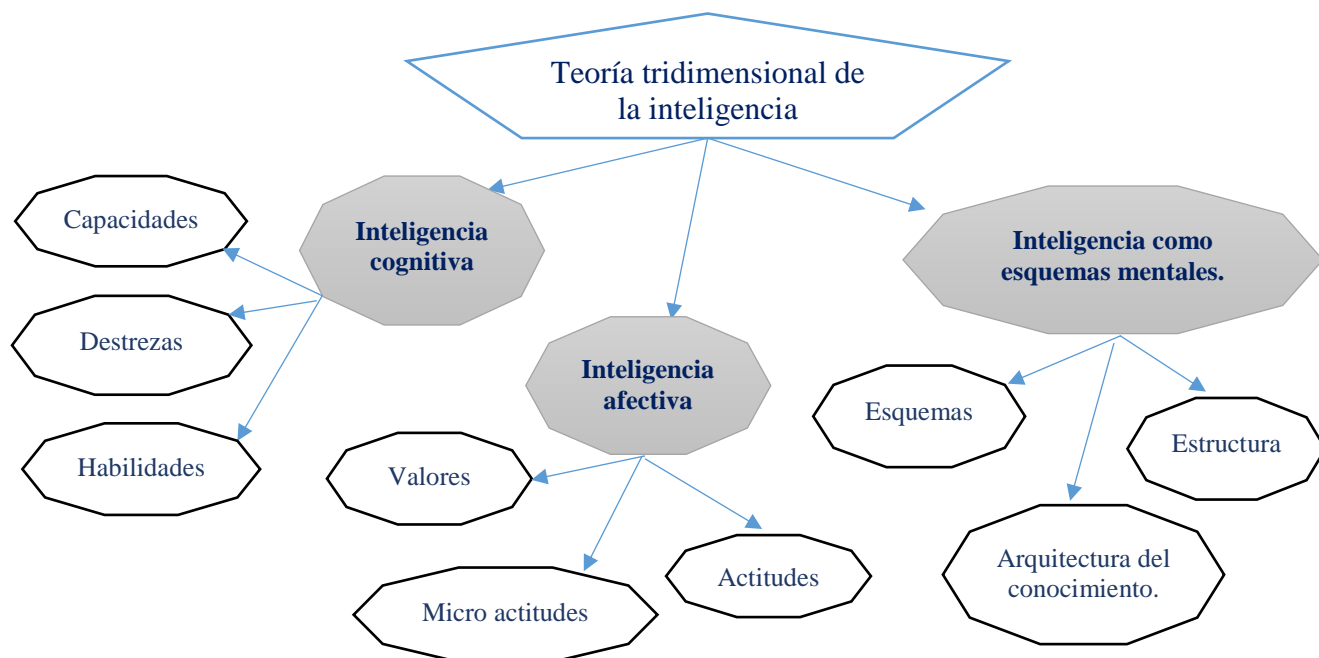 Teoría tridimensional de
la inteligencia
Inteligencia
cognitiva
Capacidades
Destrezas
Habilidades
Inteligencia
afectiva
Valores
Micro actitudes
Actitudes
Inteligencia como
esquemas mentales.
Esquemas
Arquitectura del
conocimiento.
Estructura